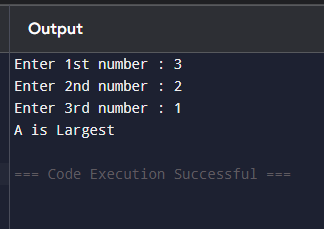 Output
Enter 1st number : 3
Enter 2nd number : 2
Enter 3rd number : 1
A is Largest
=== Code Execution Successful ===